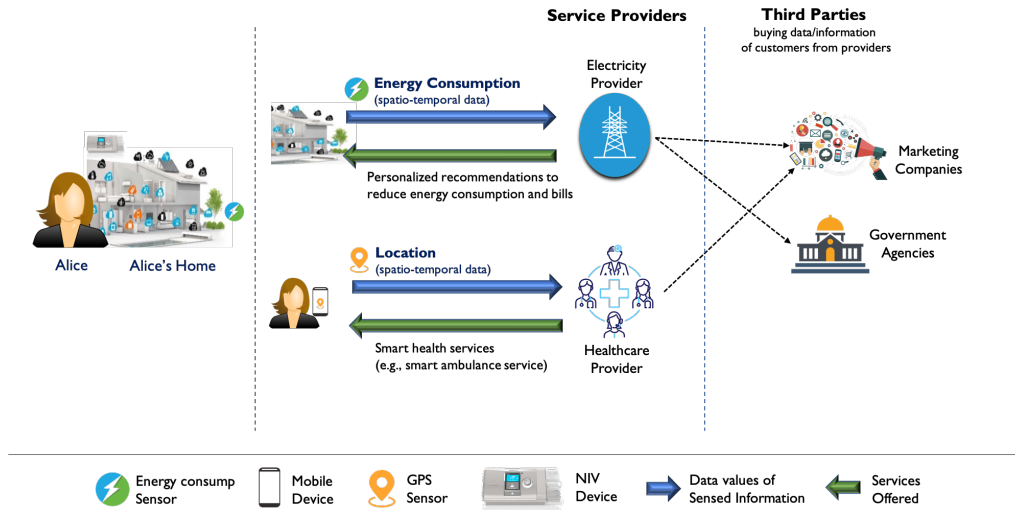 Service Providers
Third Parties
buying data/information
of customers from providers
Energy Consumption
(spatio-temporal data)
Electricity
Provider
Personalized recommendations to
reduce energy consumption and bills
Marketing
Companies
Alice
Alice's Home
Location
(spatio-temporal data)
Government
Agencies
Smart health services
(e.g., smart ambulance service)
Healthcare
Provider
Energy consump
Sensor
Mobile
Device
GPS
Sensor
NIV
Device
Data values of
Sensed Information
Services
Offered